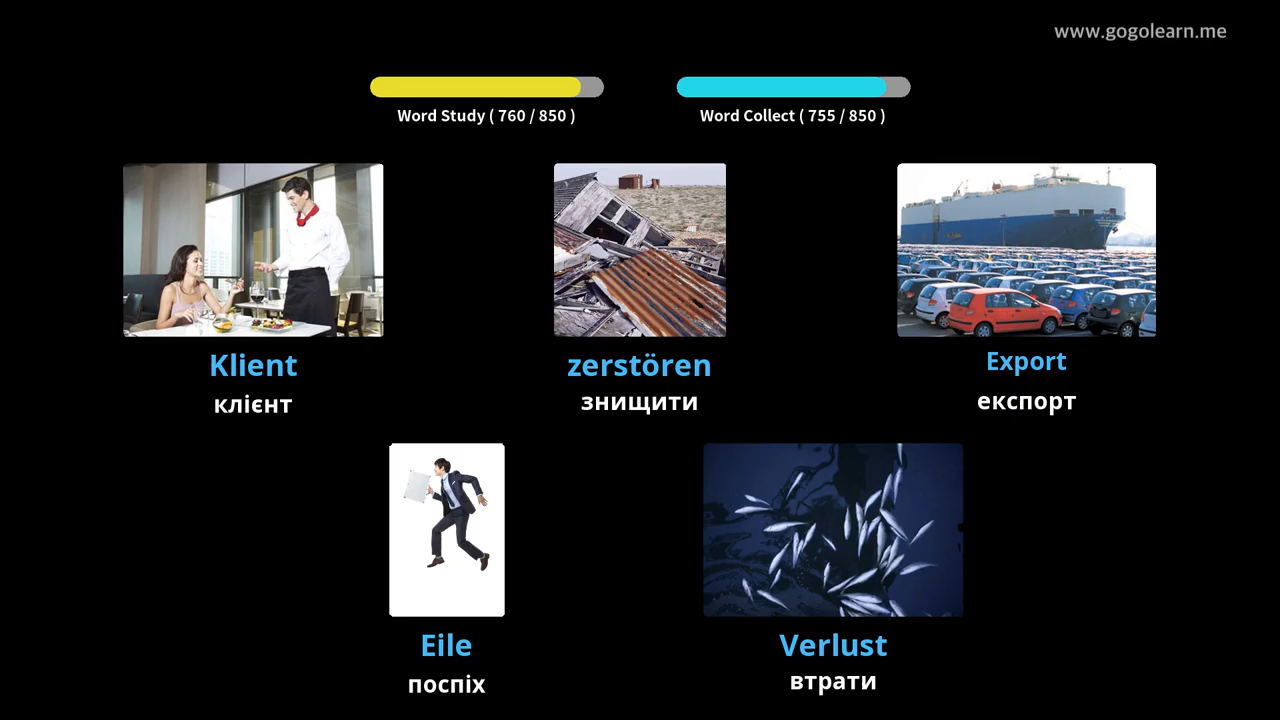 www.gogolearn.me
Word Study ( 760 / 850 )
Word Collect ( 755 / 850 )
Klient
клієнт
zerstören
знищити
Export
експорт
Eile
поспіх
Verlust
втрати